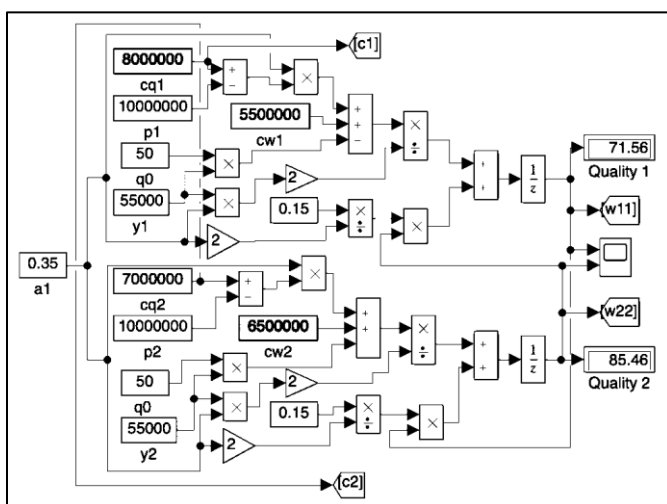 8000000
[c1]
cq1
10000000
p1
5500000
cw1
50
q0
55000
y1
2
0.15
2
71.56
Quality 1
[w11]
0.35
a1
7000000
cq2
10000000
p2
6500000
cw2
[w22]
50
q0
55000
y2
2
0.15
2
85.46
Quality 2
[c2]
+
−
×
+
+
−
×
÷
×
×
×
÷
×
+
+
1
z
+
−
×
+
+
×
÷
×
×
×
÷
×
+
+
1
z